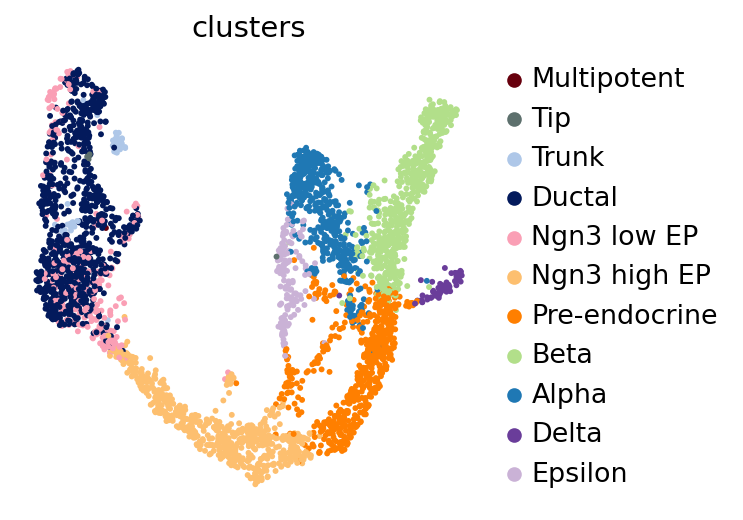 clusters
Multipotent
Tip
Trunk
Ductal
Ngn3 low EP
Ngn3 high EP
Pre-endocrine
Beta
Alpha
Delta
Epsilon